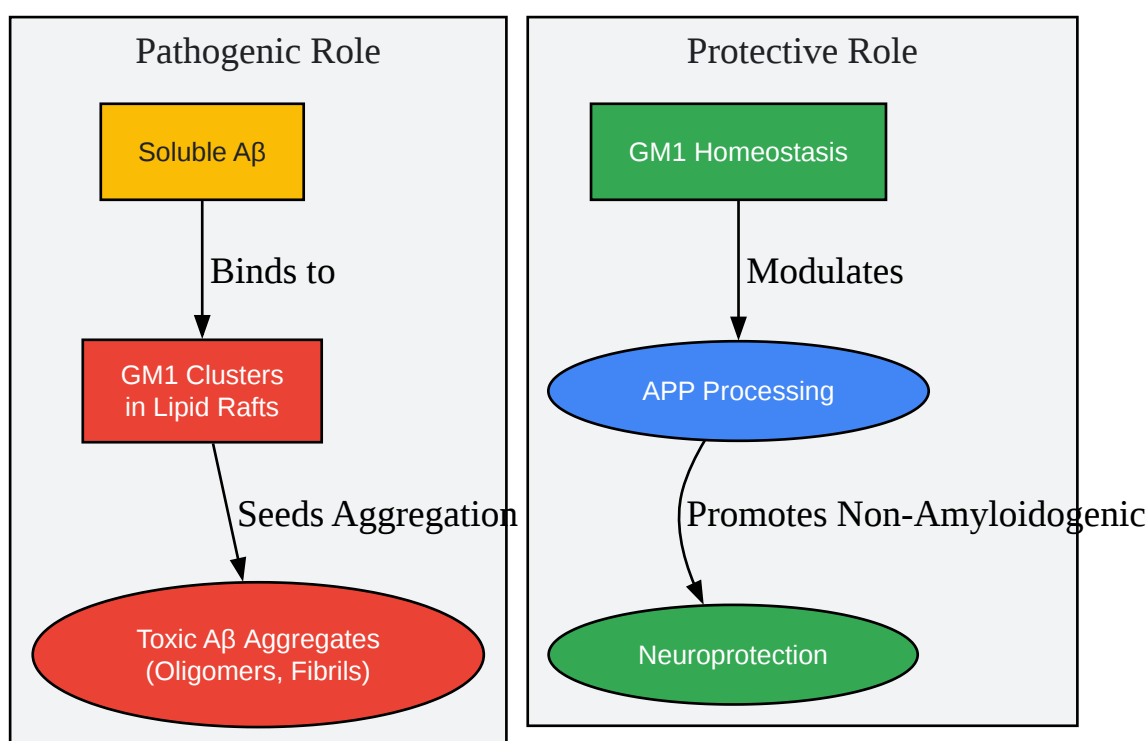 Pathogenic Role
Soluble Aβ
Binds to
GM1 Clusters
in Lipid Rafts
Seeds Aggregation
Toxic Aβ Aggregates
(Oligomers, Fibrils)
Protective Role
GM1 Homeostasis
Modulates
APP Processing
Promotes Non-Amyloidogenic
Neuroprotection